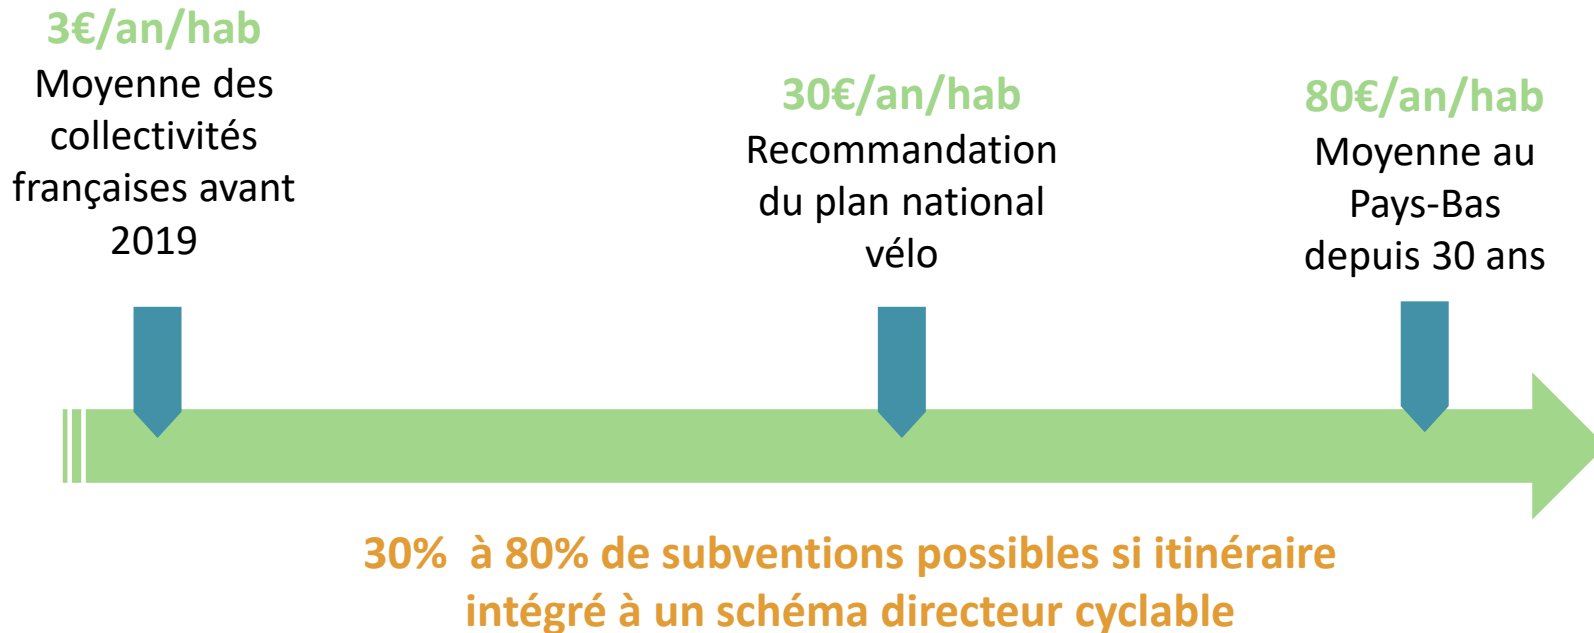 3€/an/hab
Moyenne des
collectivités
françaises avant
2019
30€/an/hab
Recommandation
du plan national
vélo
80€/an/hab
Moyenne au
Pays-Bas
depuis 30 ans
30% à 80% de subventions possibles si itinéraire
intégré à un schéma directeur cyclable